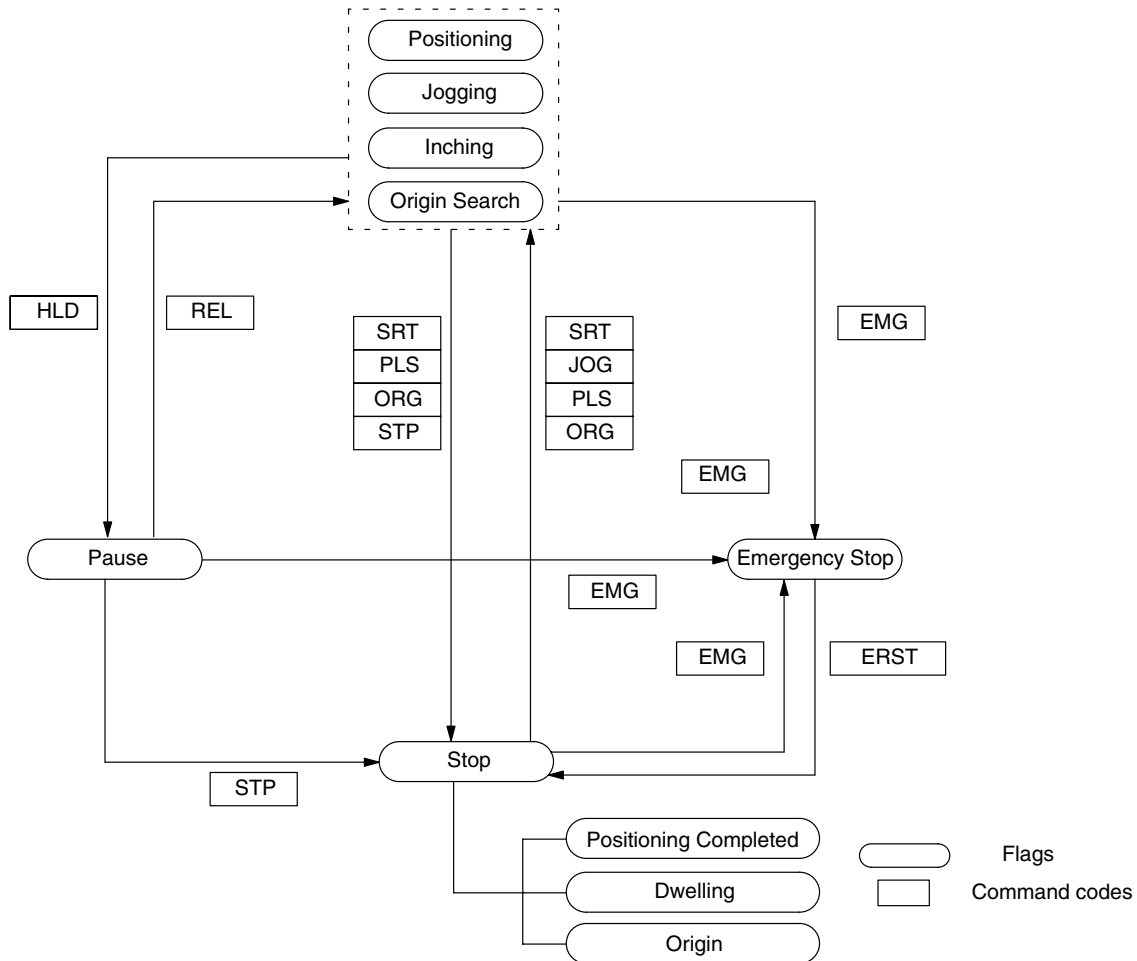 Positioning
Jogging
Inching
Origin Search
HLD
REL
EMG
SRT
PLS
ORG
STP
SRT
JOG
PLS
ORG
EMG
Pause
Emergency Stop
EMG
EMG
ERST
Stop
STP
Positioning Completed
Dwelling
Origin
Flags
Command codes